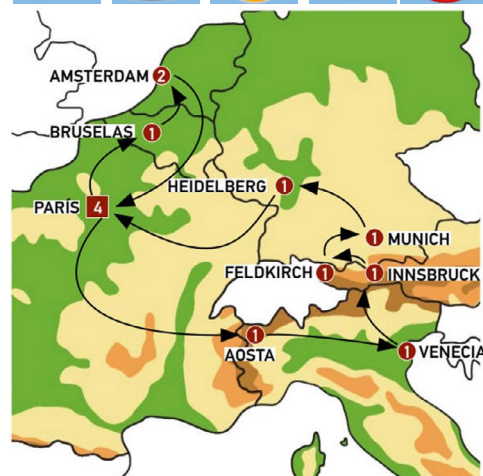 AMSTERDAM 2
BRUSELAS 1
HEIDELBERG 1
PARÍS 4
1 MUNICH
FELDKIRCH 1 1 INNSBRUCK
1
AOSTA
1 VENECIA